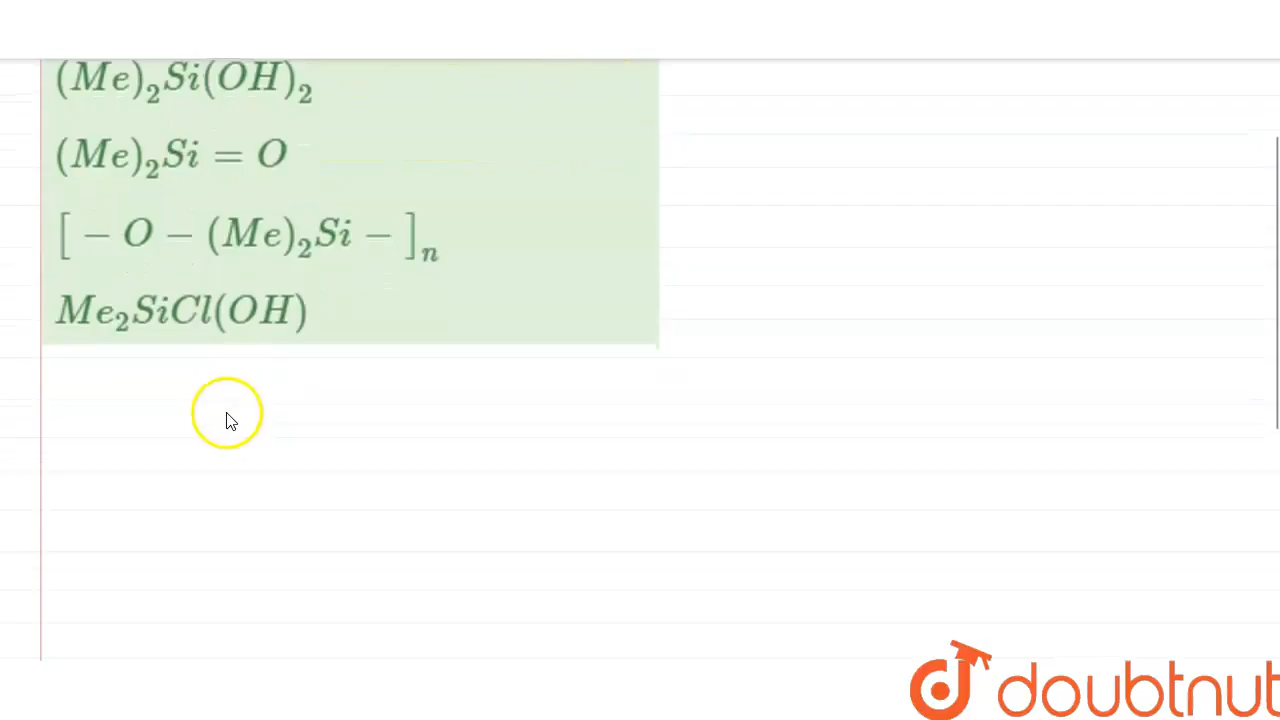 (Me)₂Si(OH)₂
(Me)₂Si = O
[ − O − (Me)₂Si − ]ₙ
Me₂SiCl(OH)
doubtnut